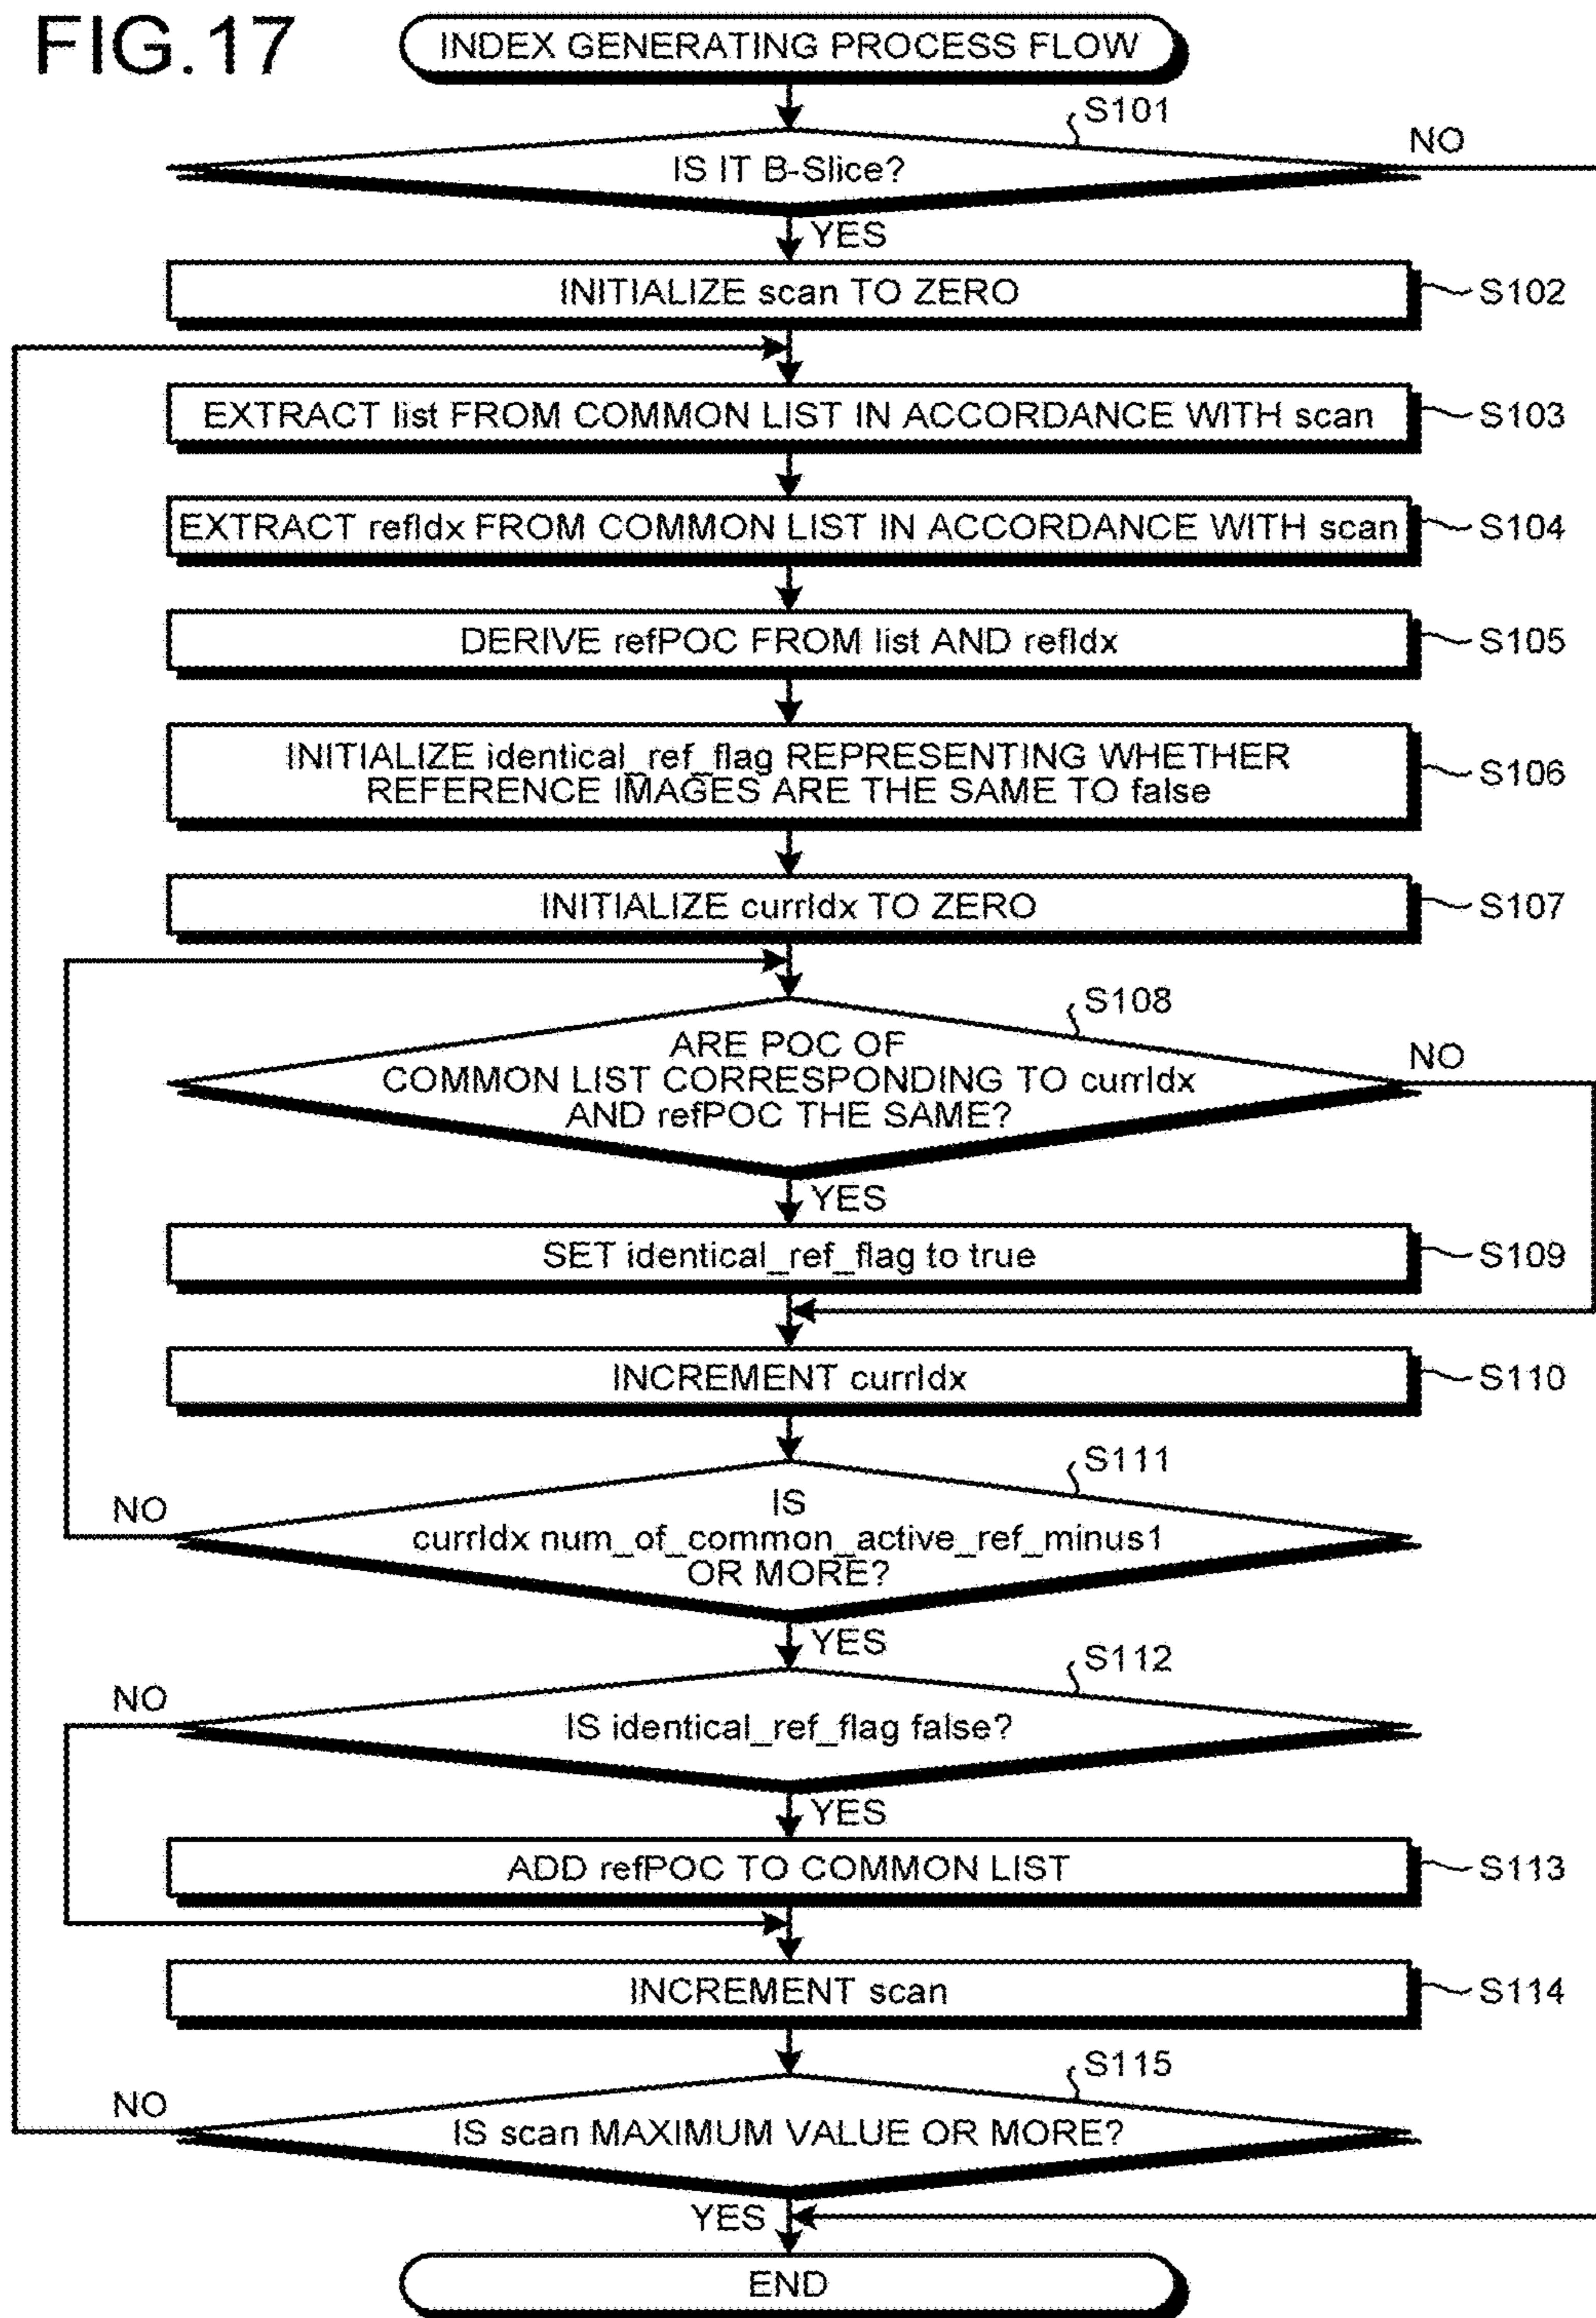 FIG.17
INDEX GENERATING PROCESS FLOW
S101
IS IT B-Slice?
NO
YES
INITIALIZE scan TO ZERO
S102
EXTRACT list FROM COMMON LIST IN ACCORDANCE WITH scan
S103
EXTRACT refIdx FROM COMMON LIST IN ACCORDANCE WITH scan
S104
DERIVE refPOC FROM list AND refIdx
S105
INITIALIZE identical_ref_flag REPRESENTING WHETHER
REFERENCE IMAGES ARE THE SAME TO false
S106
INITIALIZE currIdx TO ZERO
S107
S108
ARE POC OF
COMMON LIST CORRESPONDING TO currIdx
AND refPOC THE SAME?
NO
YES
SET identical_ref_flag to true
S109
INCREMENT currIdx
S110
S111
NO
IS
currIdx num_of_common_active_ref_minus1
OR MORE?
YES
S112
NO
IS identical_ref_flag false?
YES
ADD refPOC TO COMMON LIST
S113
INCREMENT scan
S114
S115
NO
IS scan MAXIMUM VALUE OR MORE?
YES
END